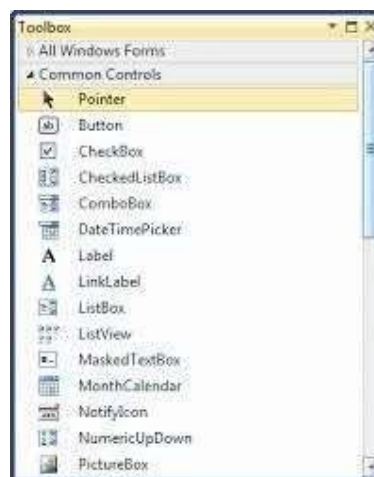 Toolbox
All Windows Forms
Common Controls
Pointer
Button
CheckBox
CheckedListBox
ComboBox
DateTimePicker
Label
LinkLabel
ListBox
ListView
MaskedTextBox
MonthCalendar
NotifyIcon
NumericUpDown
PictureBox